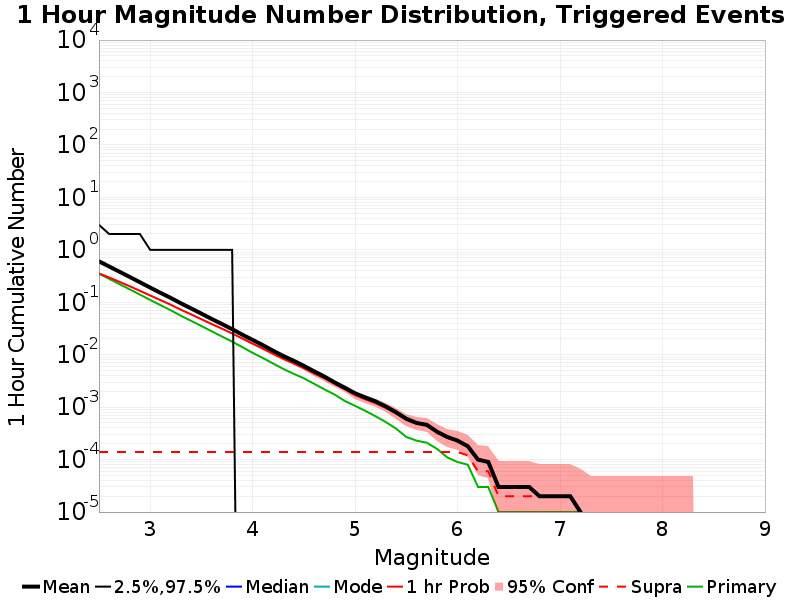 1 Hour Magnitude Number Distribution, Triggered Events
1 Hour Cumulative Number
10^4
10^3
10^2
10^1
10^0
10^-1
10^-2
10^-3
10^-4
10^-5
3 4 5 6 7 8 9
Magnitude
Mean 2.5%,97.5% Median Mode 1 hr Prob 95% Conf Supra Primary